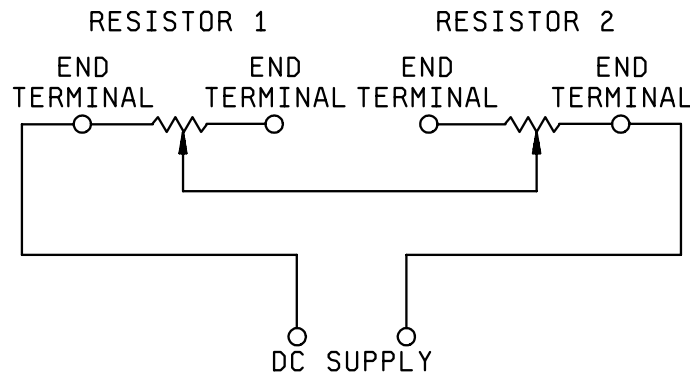 RESISTOR 1
RESISTOR 2
END
TERMINAL
END
TERMINAL
END
TERMINAL
END
TERMINAL
DC SUPPLY